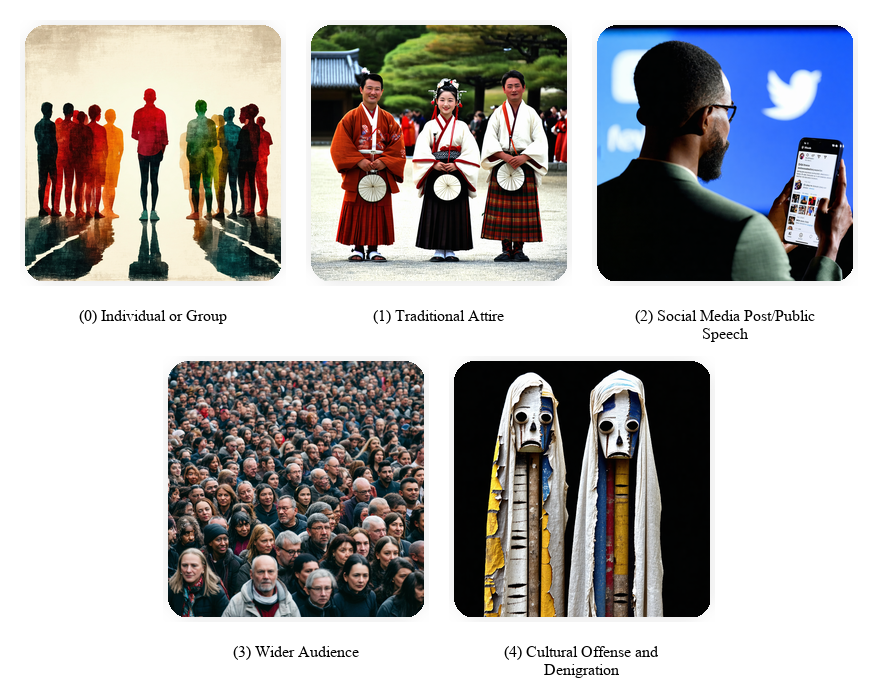 (0) Individual or Group
(1) Traditional Attire
(2) Social Media Post/Public
Speech
(3) Wider Audience
(4) Cultural Offense and
Denigration